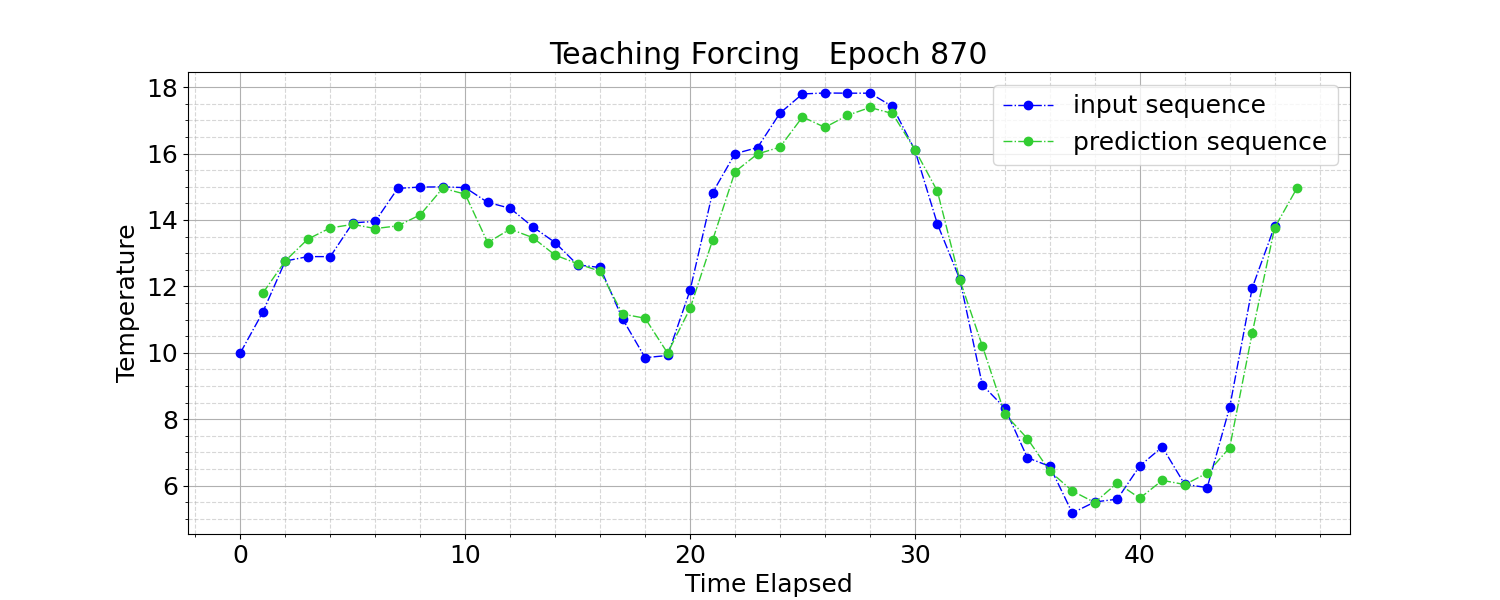 Teaching Forcing   Epoch 870
18
16
14
12
10
8
6
Temperature
input sequence
prediction sequence
0 10 20 30 40
Time Elapsed